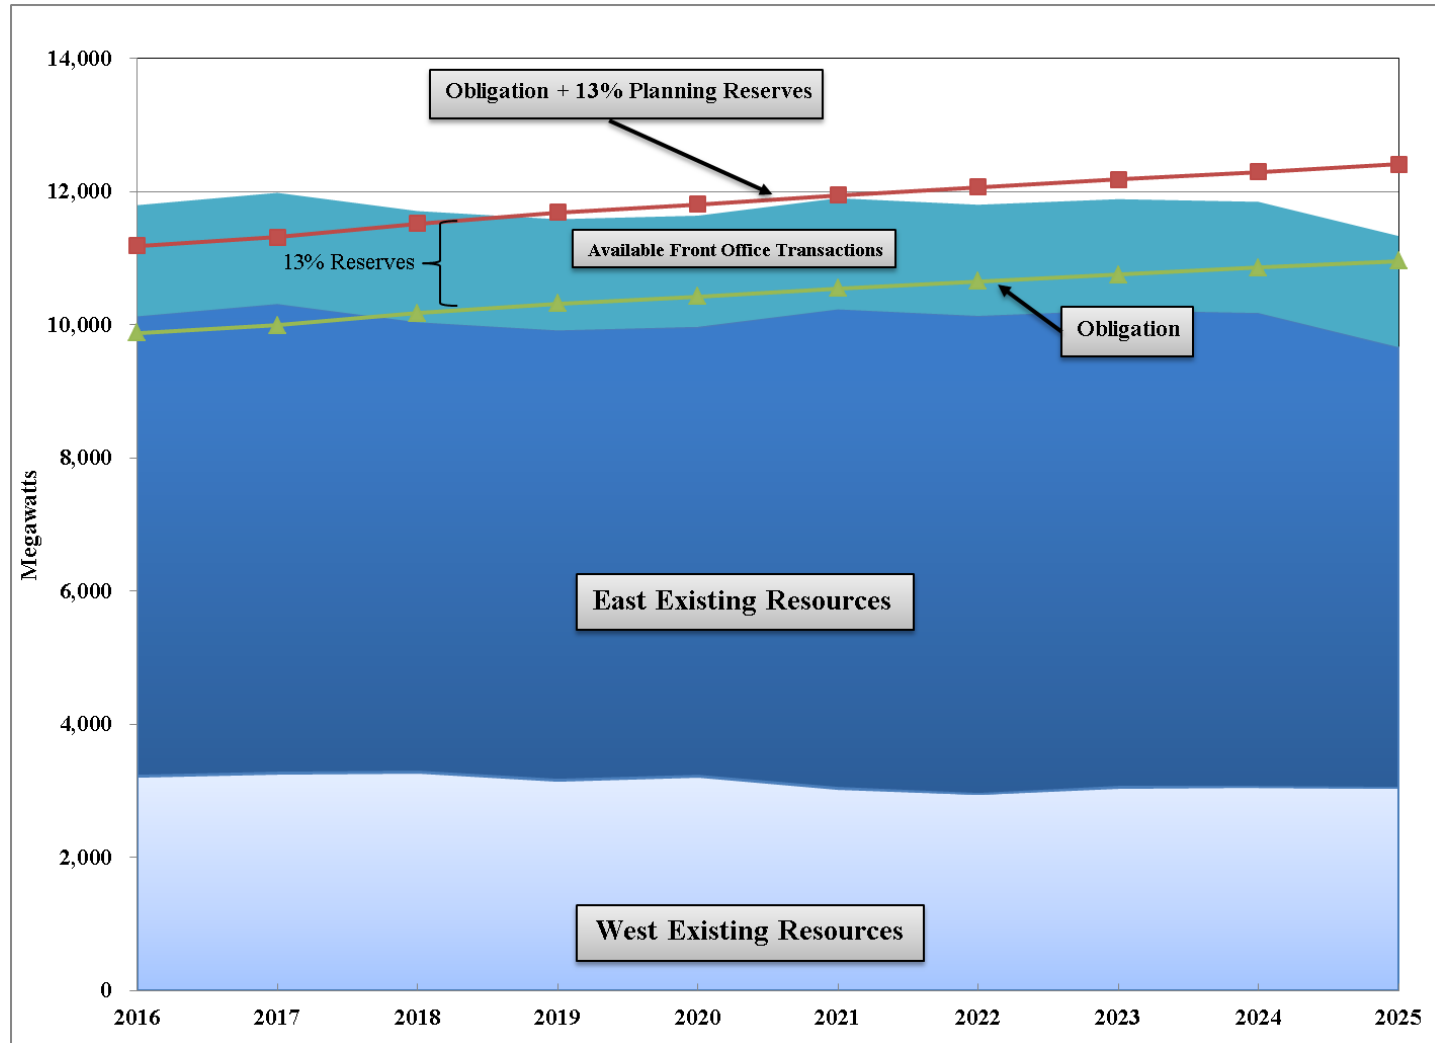 14,000
Obligation + 13% Planning Reserves
12,000
Available Front Office Transactions
13% Reserves
10,000
Obligation
8,000
Megawatts
6,000
East Existing Resources
4,000
2,000
West Existing Resources
0
2016 2017 2018 2019 2020 2021 2022 2023 2024 2025